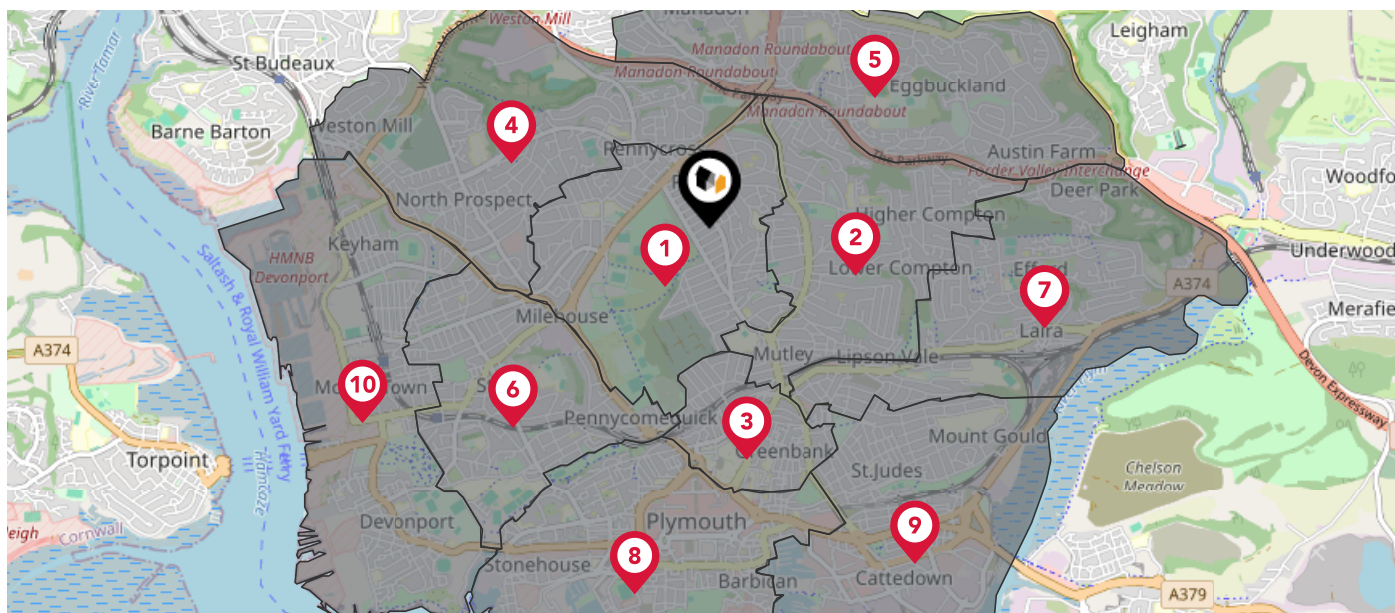 Weston Mill
Manadon
Leigham
River Tamar
St Budeaux
Manadon Roundabout
5
Manadon Roundabout
Eggbuckland
Parkway
Manadon Roundabout
Barne Barton
Weston Mill
4
Pennycross
The Parkway
Austin Farm
Forder Valley Interchange
Woodfo
Deer Park
North Prospect
Higher Compton
Keyham
1
2
Underwood
HMNB
Devonport
Lower Compton
Efford
7
A374
Saltash & Royal William Yard Ferry
Merafie
Milehouse
Laira
A374
Mutley
Lipson Vale
10
6
Devon Expressway
3
Pennycomequick
Mount Gould
Greenbank
Torpoint
Hamoaze
St.Judes
Chelson
Meadow
Devonport
Plymouth
9
leigh
Cornwall
8
Stonehouse
Barbican
Cattedown
A379